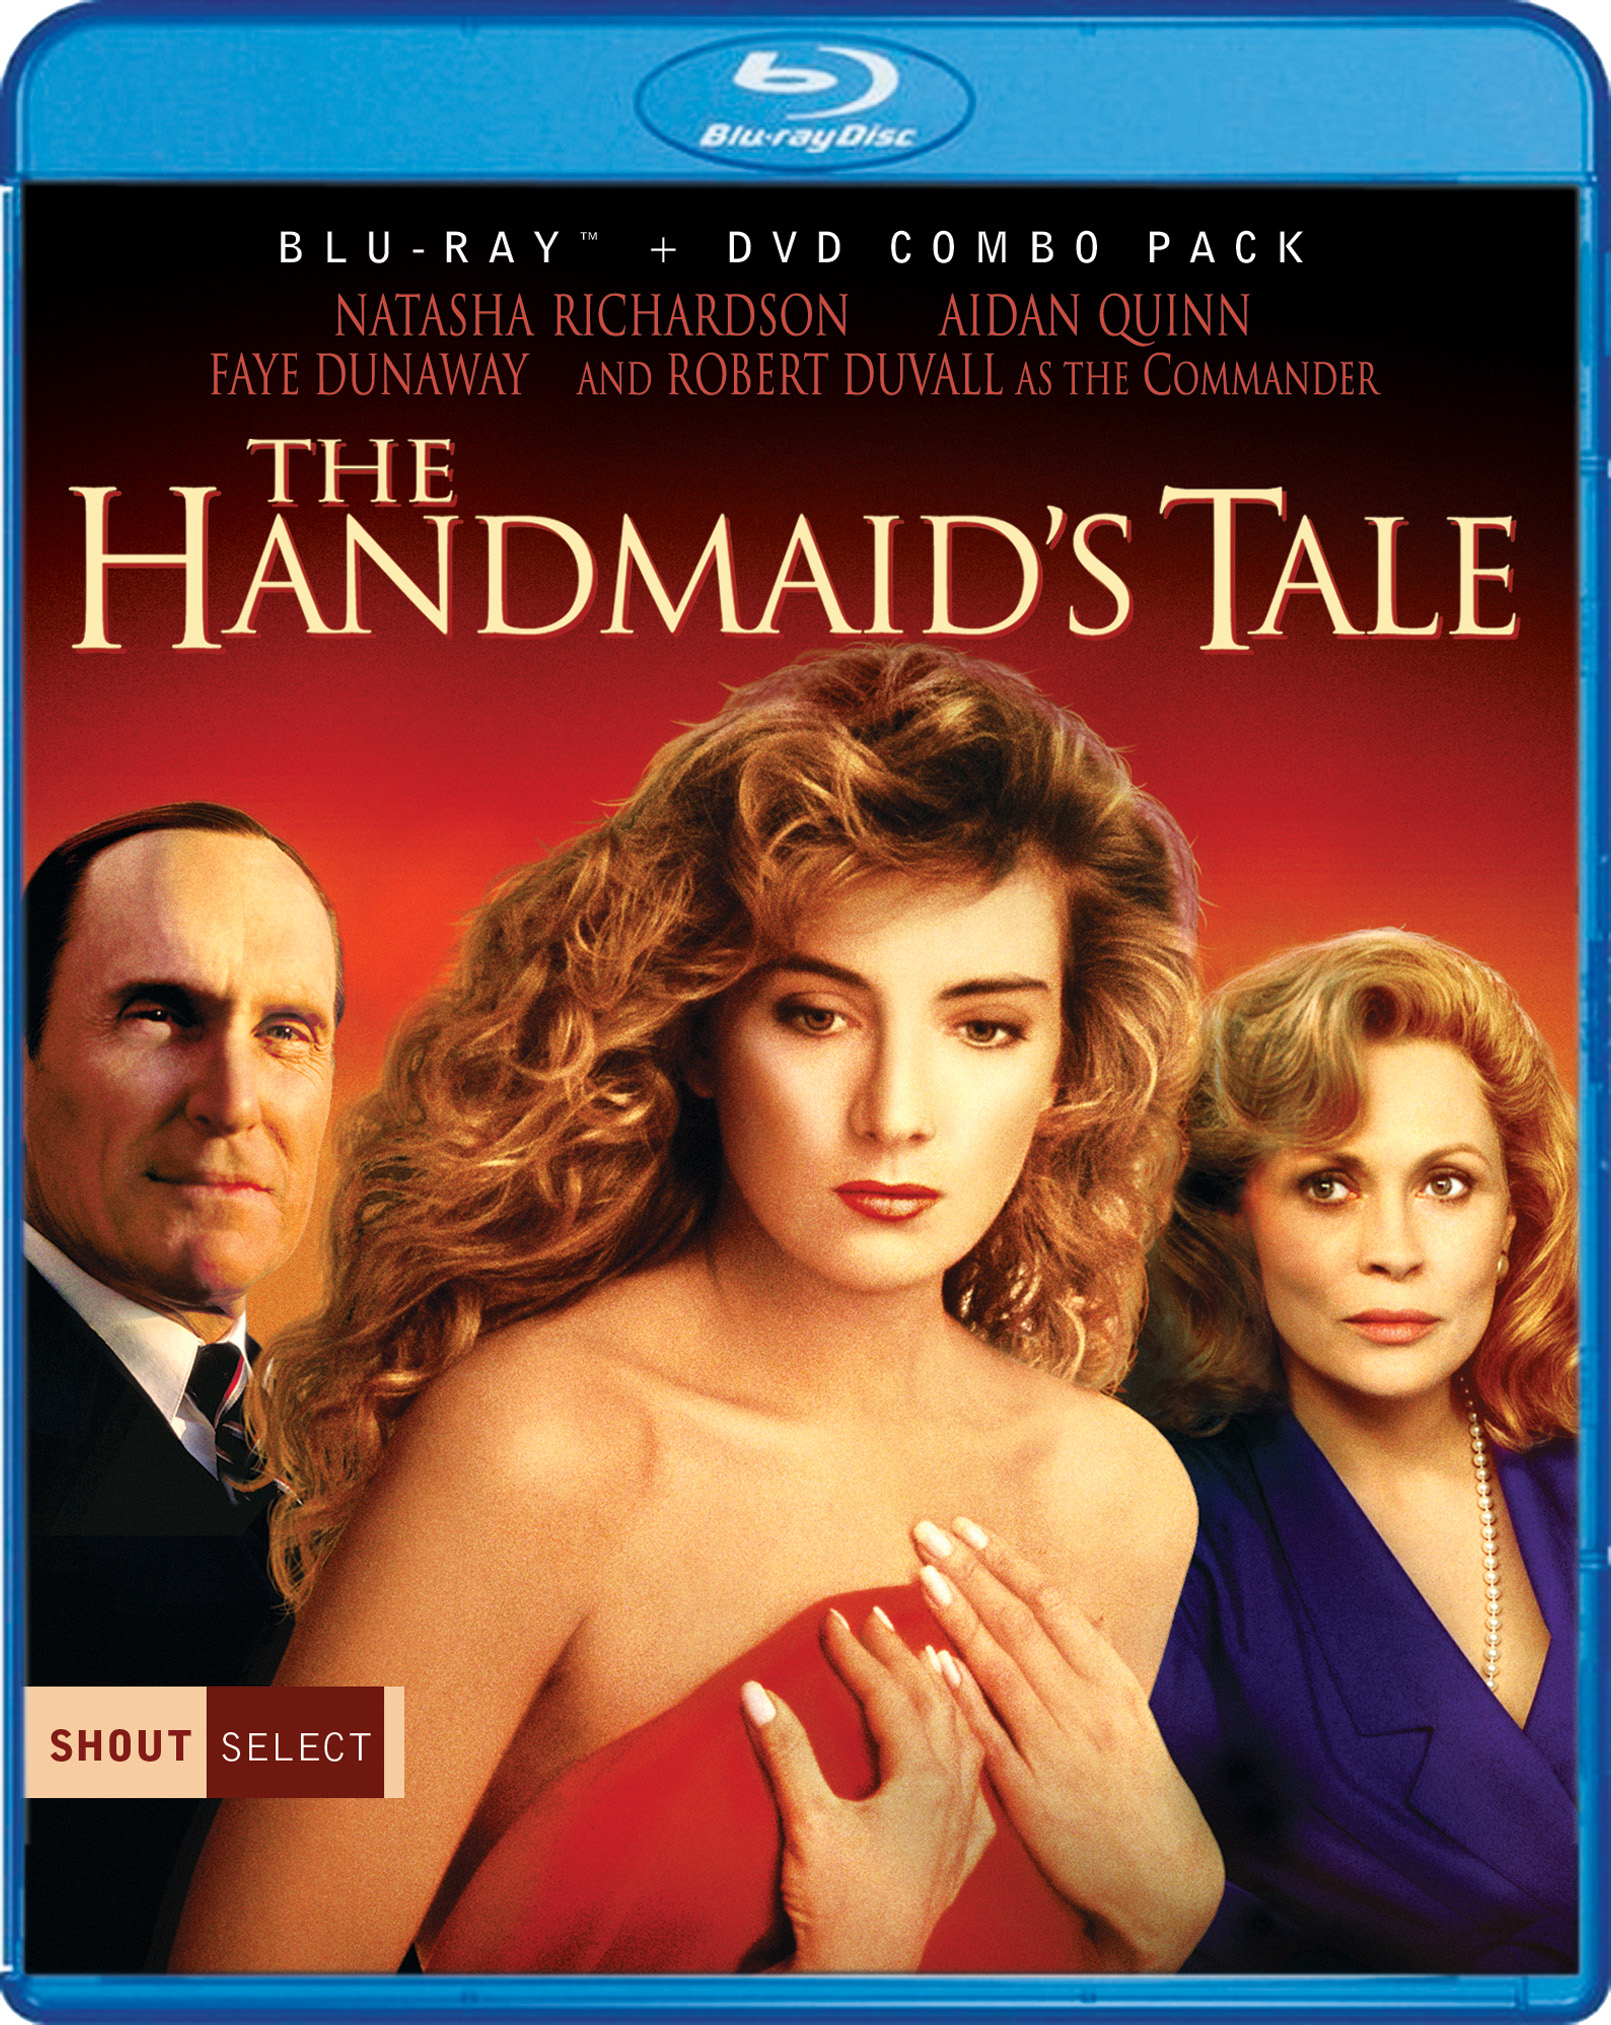 Blu-ray Disc
BLU-RAY™ + DVD COMBO PACK
NATASHA RICHARDSON AIDAN QUINN
FAYE DUNAWAY AND ROBERT DUVALL AS THE COMMANDER
THE
HANDMAID'S TALE
SHOUT SELECT